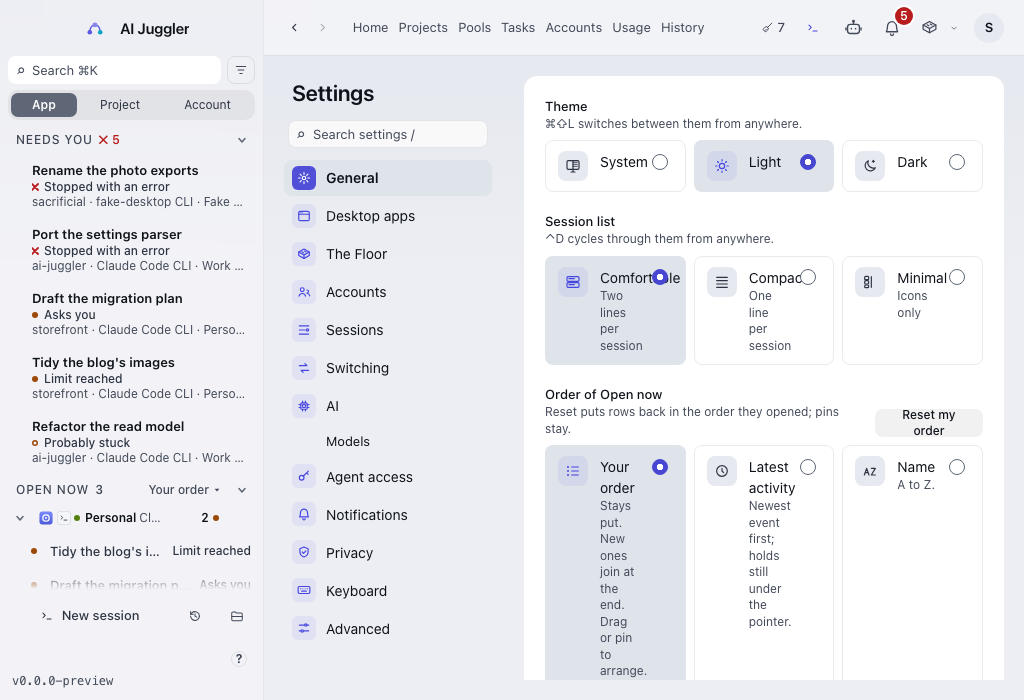 AI Juggler
Search ⌘K
App Project Account
NEEDS YOU 5
Rename the photo exports
Stopped with an error
sacrificial · fake-desktop CLI · Fake ...
Port the settings parser
Stopped with an error
ai-juggler · Claude Code CLI · Work ...
Draft the migration plan
Asks you
storefront · Claude Code CLI · Perso...
Tidy the blog's images
Limit reached
storefront · Claude Code CLI · Perso...
Refactor the read model
Probably stuck
ai-juggler · Claude Code CLI · Work ...
OPEN NOW 3 Your order
Personal Cl... 2
Tidy the blog's i... Limit reached
Draft the migration p... Asks you
New session
?
v0.0.0-preview
Home Projects Pools Tasks Accounts Usage History 7 5 S
Settings
Search settings /
General
Desktop apps
The Floor
Accounts
Sessions
Switching
AI
Models
Agent access
Notifications
Privacy
Keyboard
Advanced
Theme
⌘⇧L switches between them from anywhere.
System Light Dark
Session list
^D cycles through them from anywhere.
Comfortable
Two
lines
per
session
Compact
One
line
per
session
Minimal
Icons
only
Order of Open now
Reset puts rows back in the order they opened; pins
stay.
Reset my
order
Your
order
Stays
put.
New
ones
join at
the
end.
Drag
or pin
to
arrange.
Latest
activity
Newest
event
first;
holds
still
under
the
pointer.
AZ Name
A to Z.